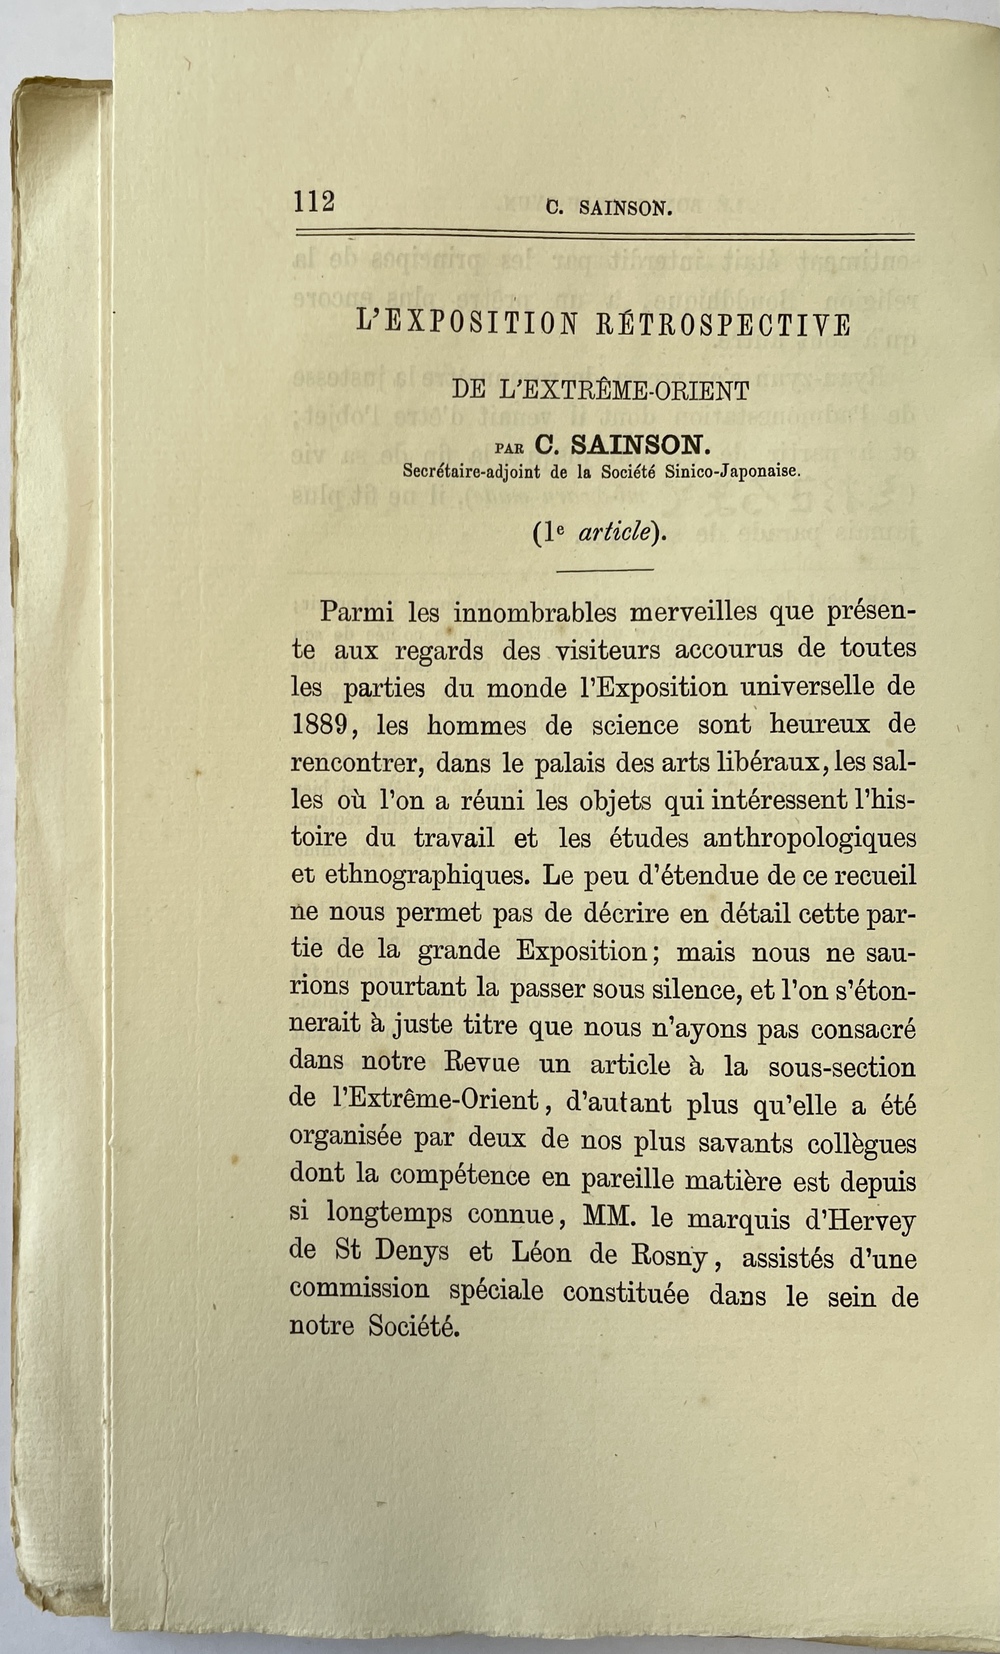 112
C. SAINSON.
L'EXPOSITION RÉTROSPECTIVE
DE L'EXTRÊME-ORIENT
PAR C. SAINSON.
Secrétaire-adjoint de la Société Sinico-Japonaise.
(1e article).
Parmi les innombrables merveilles que présen-
te aux regards des visiteurs accourus de toutes
les parties du monde l'Exposition universelle de
1889, les hommes de science sont heureux de
rencontrer, dans le palais des arts libéraux, les sal-
les où l'on a réuni les objets qui intéressent l'his-
toire du travail et les études anthropologiques
et ethnographiques. Le peu d'étendue de ce recueil
ne nous permet pas de décrire en détail cette par-
tie de la grande Exposition; mais nous ne sau-
rions pourtant la passer sous silence, et l'on s'éton-
nerait à juste titre que nous n'ayons pas consacré
dans notre Revue un article à la sous-section
de l'Extrême-Orient, d'autant plus qu'elle a été
organisée par deux de nos plus savants collègues
dont la compétence en pareille matière est depuis
si longtemps connue, MM. le marquis d'Hervey
de St Denys et Léon de Rosny, assistés d'une
commission spéciale constituée dans le sein de
notre Société.